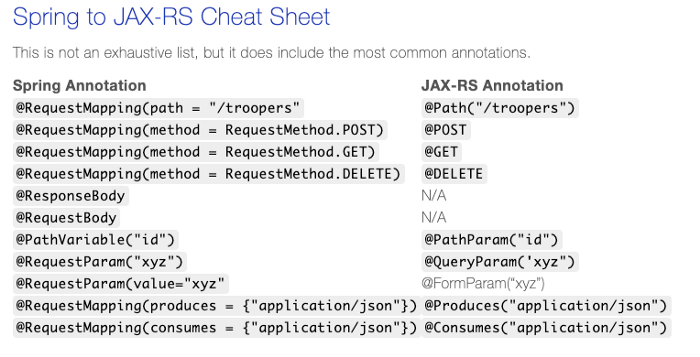 Spring to JAX-RS Cheat Sheet
This is not an exhaustive list, but it does include the most common annotations.
Spring Annotation JAX-RS Annotation
@RequestMapping(path = "/troopers" @Path("/troopers")
@RequestMapping(method = RequestMethod.POST) @POST
@RequestMapping(method = RequestMethod.GET) @GET
@RequestMapping(method = RequestMethod.DELETE) @DELETE
@ResponseBody N/A
@RequestBody N/A
@PathVariable("id") @PathParam("id")
@RequestParam("xyz") @QueryParam('xyz")
@RequestParam(value="xyz" @FormParam(“xyz”)
@RequestMapping(produces = {"application/json"}) @Produces("application/json")
@RequestMapping(consumes = {"application/json"}) @Consumes("application/json")